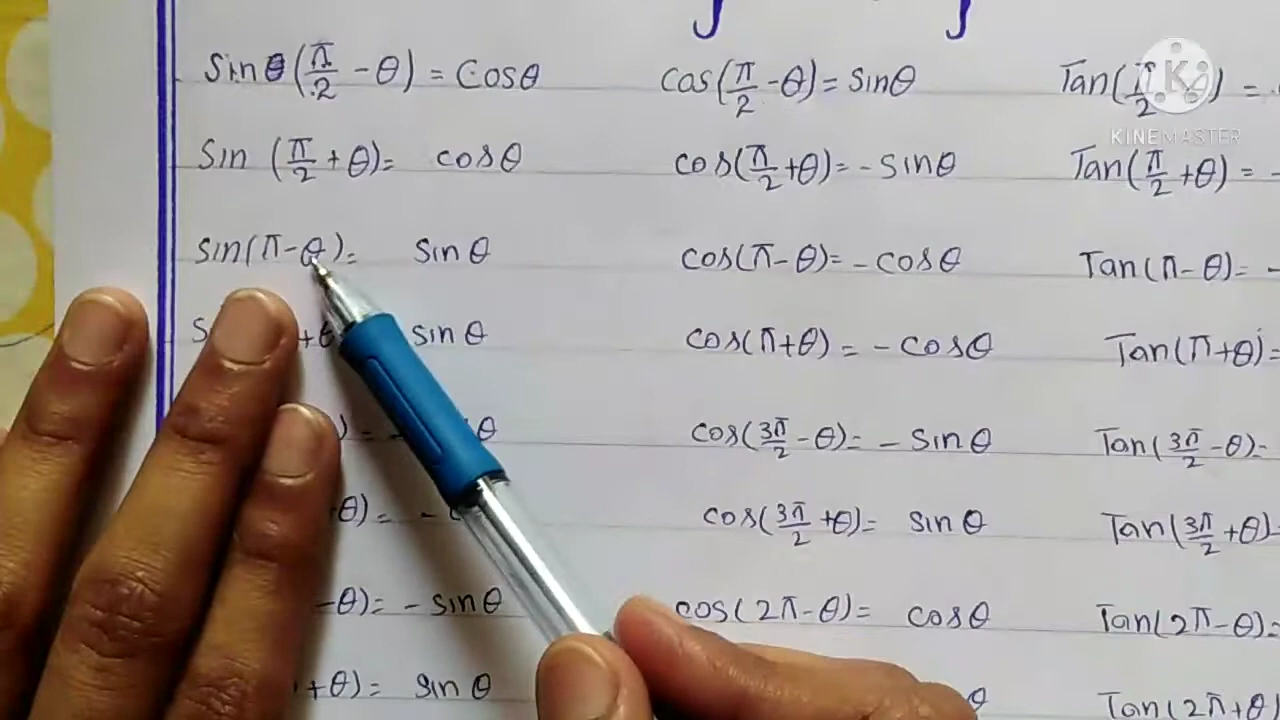 Sinθ(π/2 - θ) = Cosθ cos(π/2 - θ) = sinθ Tan(π/2 ) =
KINEMASTER
Sin (π/2 + θ) = cosθ cos(π/2 + θ) = - sinθ Tan(π/2 + θ) = -
sin(π - θ) = sinθ cos(π - θ) = - cosθ Tan(π - θ) = -
+ θ sinθ cos(π + θ) = - cosθ Tan(π + θ) =
) = - θ cos(3π/2 - θ) = - sinθ Tan(3π/2 - θ) =
θ) = - cos(3π/2 + θ) = sinθ Tan(3π/2 + θ) =
- θ) = - sinθ cos(2π - θ) = cosθ Tan(2π - θ) =
+ θ) = sinθ θ Tan(2π + θ)